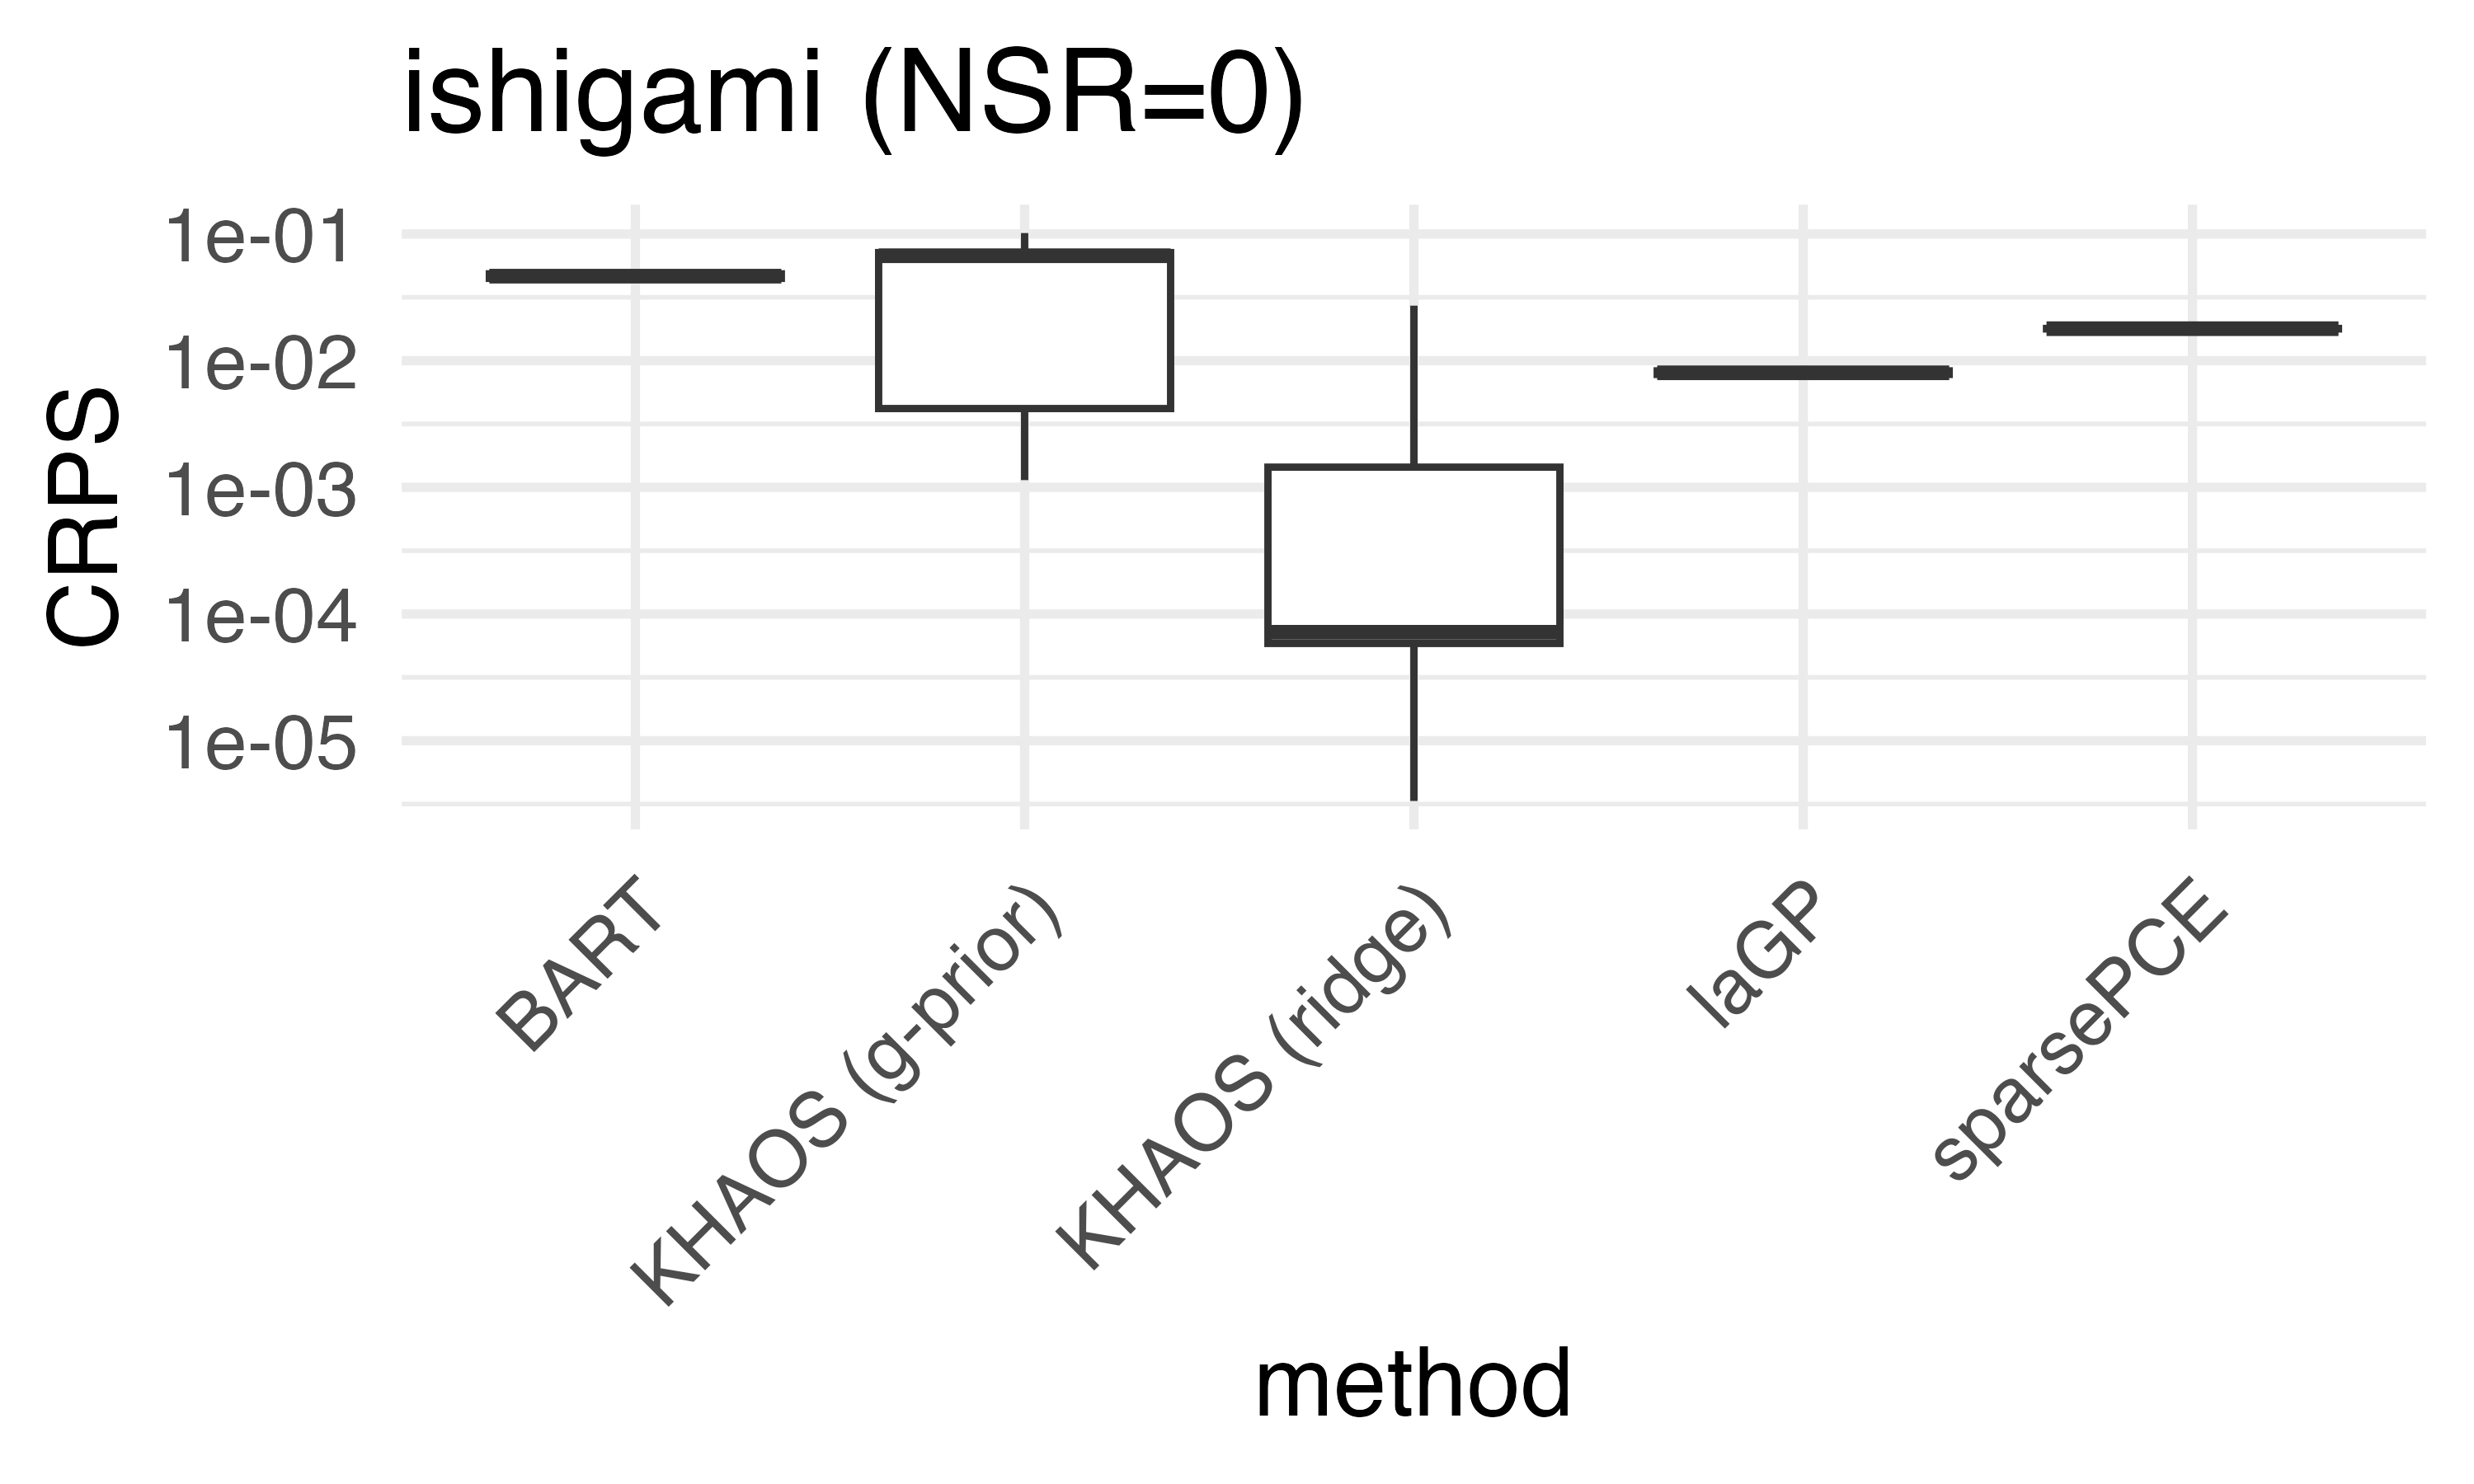 ishigami (NSR=0)
CRPS
1e-01
1e-02
1e-03
1e-04
1e-05
BART
KHAOS (g-prior)
KHAOS (ridge)
laGP
sparsePCE
method